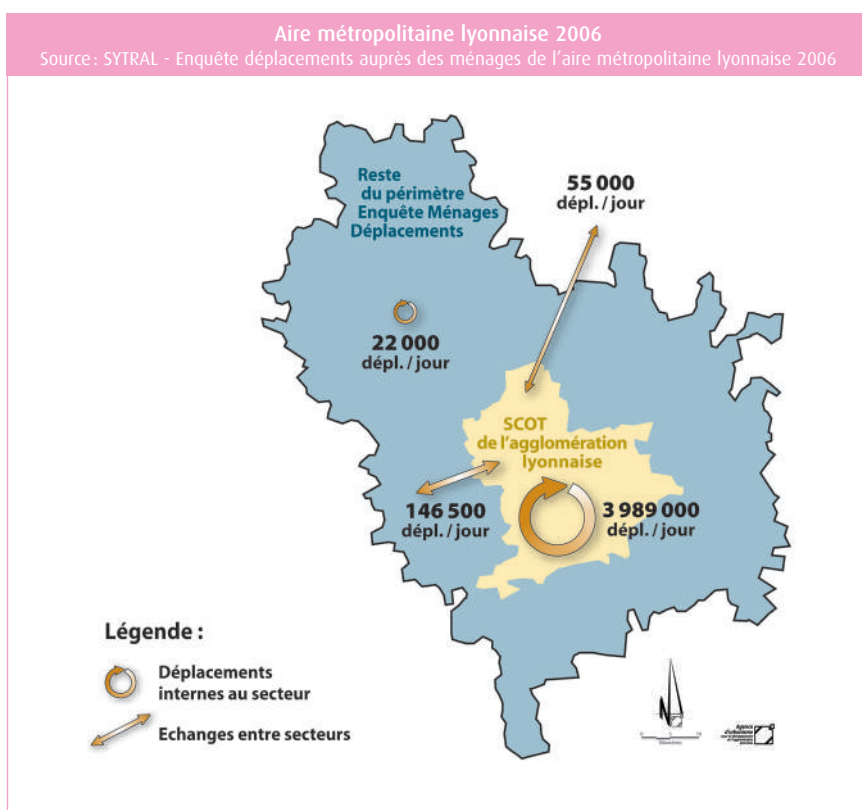 Aire métropolitaine lyonnaise 2006
Source : SYTRAL - Enquête déplacements auprès des ménages de l'aire métropolitaine lyonnaise 2006
Reste
du périmètre
Enquête Ménages
Déplacements
55 000
dépl. / jour
22 000
dépl. / jour
SCOT
de l'agglomération
lyonnaise
146 500
dépl. / jour
3 989 000
dépl. / jour
Légende :
Déplacements
internes au secteur
Echanges entre secteurs
N
Agence
d'Urbanisme